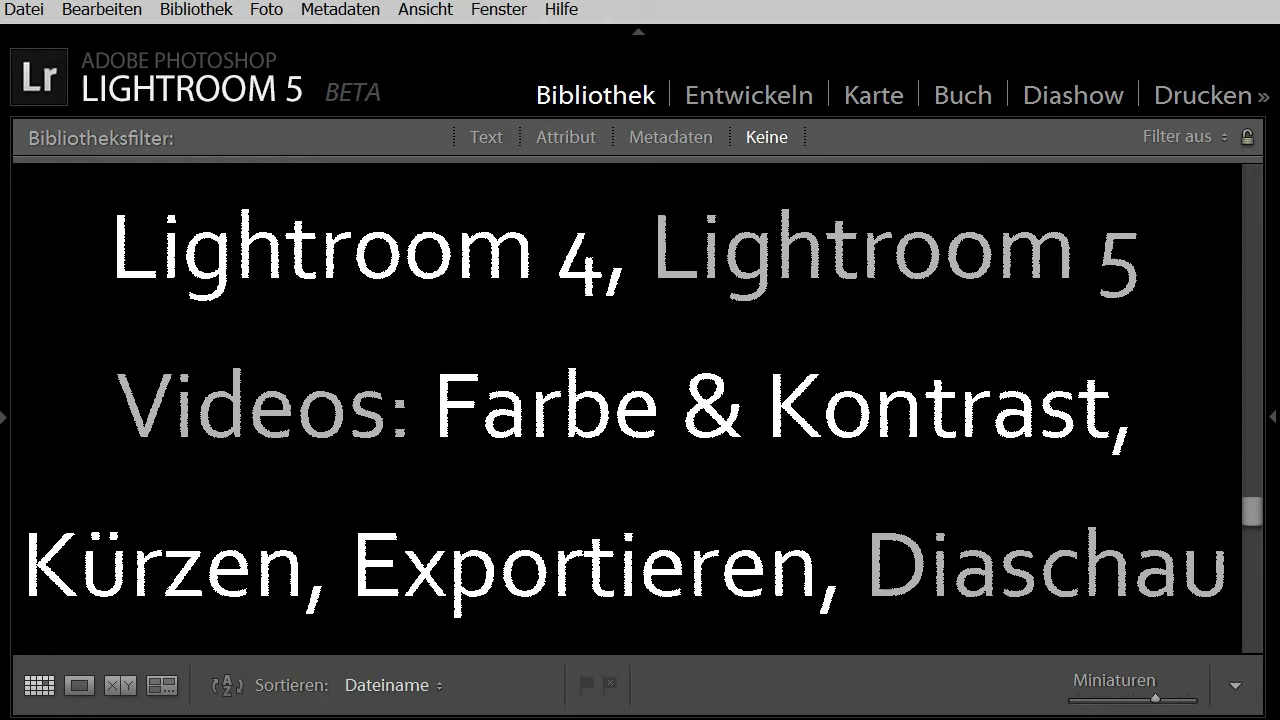 Datei Bearbeiten Bibliothek Foto Metadaten Ansicht Fenster Hilfe
Lr ADOBE PHOTOSHOP
LIGHTROOM 5 BETA
Bibliothek Entwickeln Karte Buch Diashow Drucken »
Bibliotheksfilter: Text Attribut Metadaten Keine Filter aus
Lightroom 4, Lightroom 5
Videos: Farbe & Kontrast,
Kürzen, Exportieren, Diaschau
XY AZ Sortieren: Dateiname Miniaturen